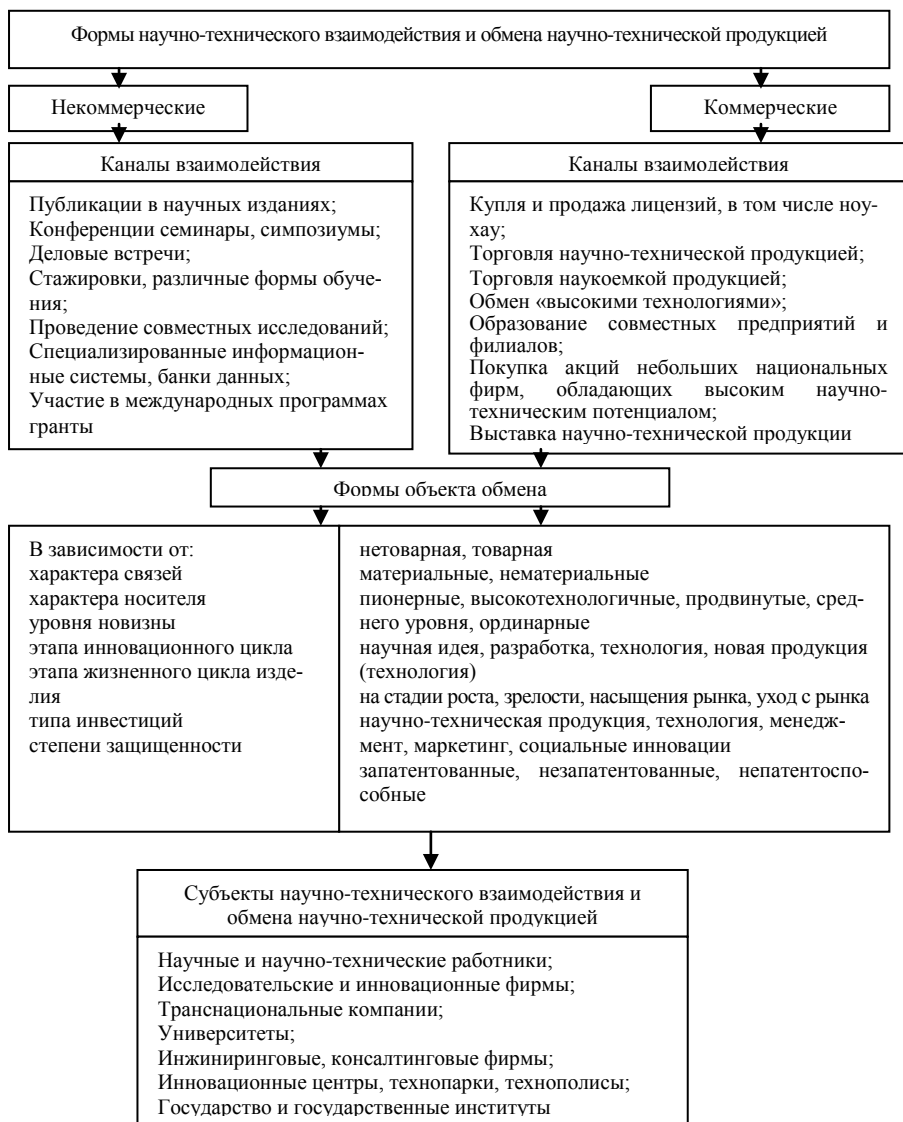 Формы научно-технического взаимодействия и обмена научно-технической продукцией
Некоммерческие
Коммерческие
Каналы взаимодействия
Публикации в научных изданиях;
Конференции семинары, симпозиумы;
Деловые встречи;
Стажировки, различные формы обуче-
ния;
Проведение совместных исследований;
Специализированные информацион-
ные системы, банки данных;
Участие в международных программах
гранты
Каналы взаимодействия
Купля и продажа лицензий, в том числе ноу-
хау;
Торговля научно-технической продукцией;
Торговля наукоемкой продукцией;
Обмен «высокими технологиями»;
Образование совместных предприятий и
филиалов;
Покупка акций небольших национальных
фирм, обладающих высоким научно-
техническим потенциалом;
Выставка научно-технической продукции
Формы объекта обмена
В зависимости от:
характера связей
характера носителя
уровня новизны
этапа инновационного цикла
этапа жизненного цикла изде-
лия
типа инвестиций
степени защищенности
нетоварная, товарная
материальные, нематериальные
пионерные, высокотехнологичные, продвинутые, сред-
него уровня, ординарные
научная идея, разработка, технология, новая продукция
(технология)
на стадии роста, зрелости, насыщения рынка, уход с рынка
научно-техническая продукция, технология, менедж-
мент, маркетинг, социальные инновации
запатентованные, незапатентованные, непатентоспо-
собные
Субъекты научно-технического взаимодействия и
обмена научно-технической продукцией
Научные и научно-технические работники;
Исследовательские и инновационные фирмы;
Транснациональные компании;
Университеты;
Инжиниринговые, консалтинговые фирмы;
Инновационные центры, технопарки, технополисы;
Государство и государственные институты